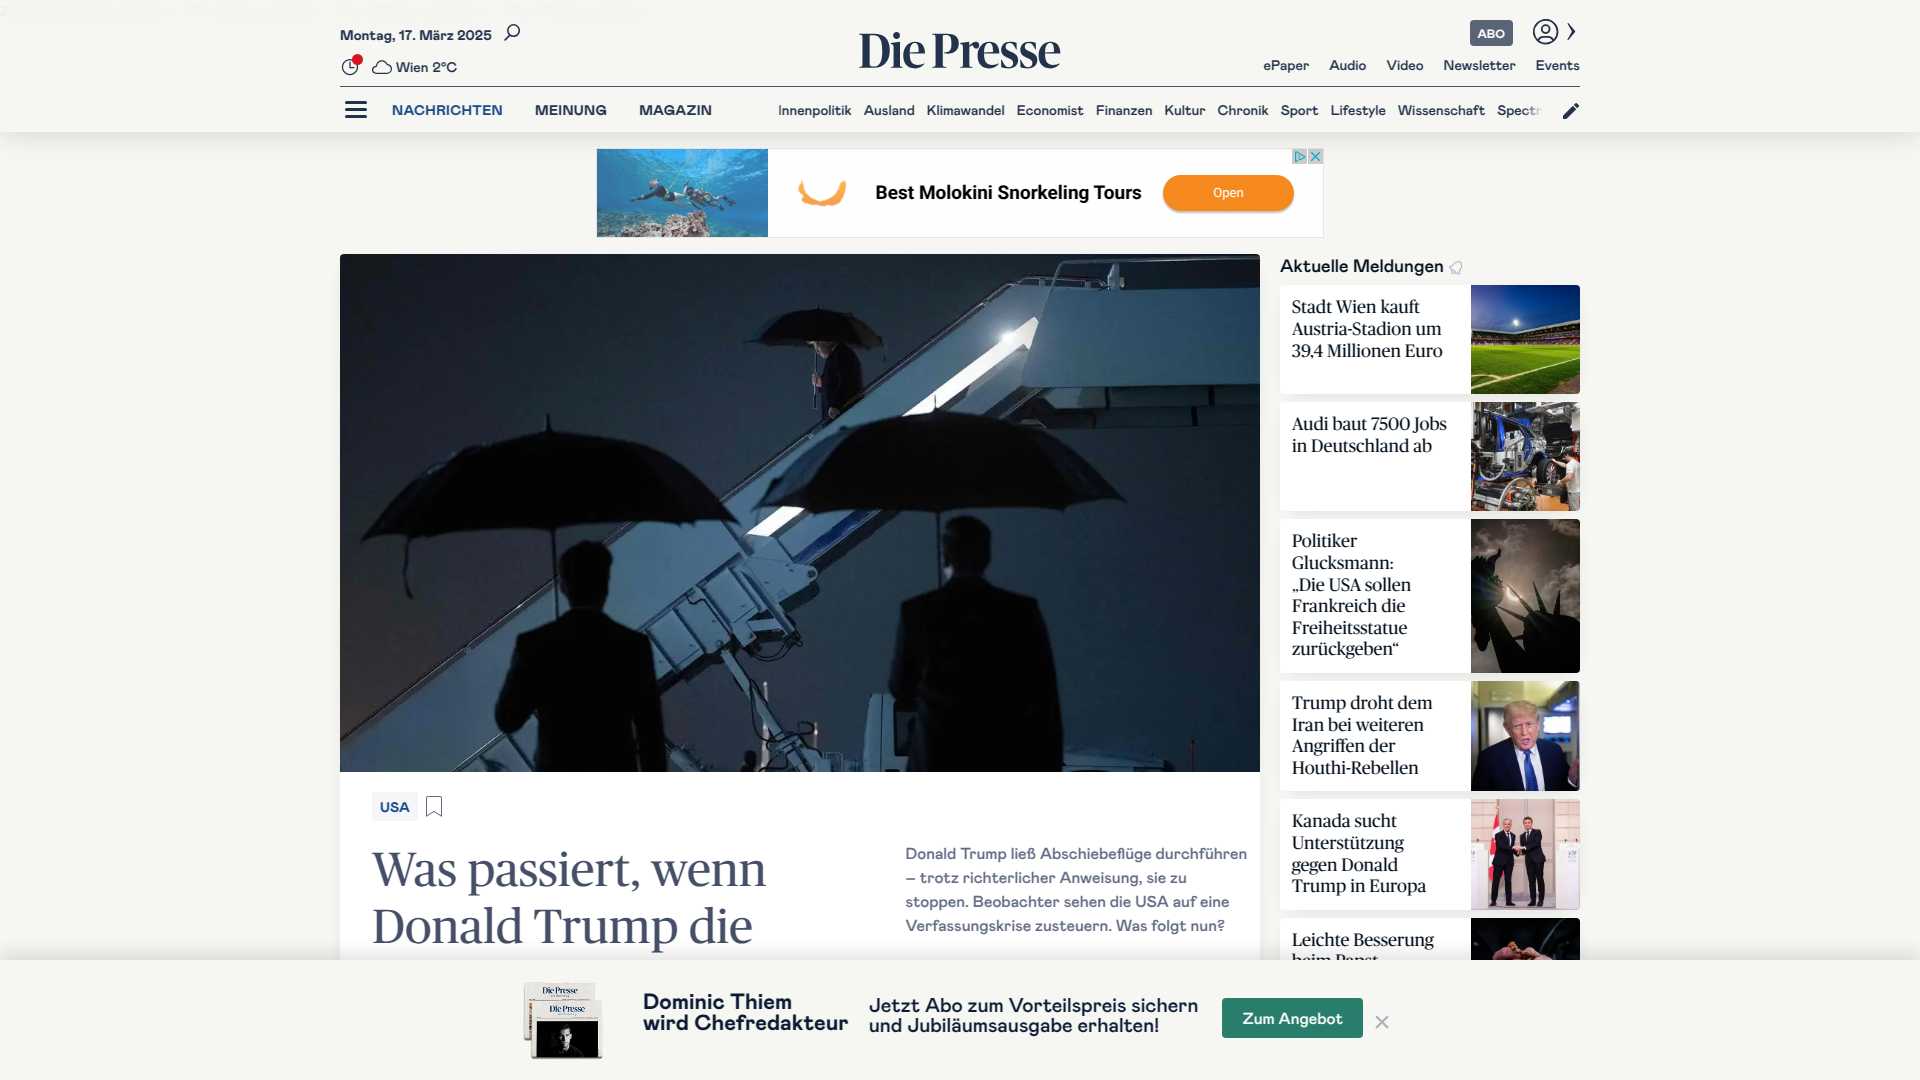 Montag, 17. März 2025
Wien 2°C
Die Presse
ABO
ePaper Audio Video Newsletter Events
NACHRICHTEN MEINUNG MAGAZIN
Innenpolitik Ausland Klimawandel Economist Finanzen Kultur Chronik Sport Lifestyle Wissenschaft Spectr
Best Molokini Snorkeling Tours
Open
USA
Was passiert, wenn
Donald Trump die
Donald Trump ließ Abschiebeflüge durchführen
– trotz richterlicher Anweisung, sie zu
stoppen. Beobachter sehen die USA auf eine
Verfassungskrise zusteuern. Was folgt nun?
Aktuelle Meldungen
Stadt Wien kauft
Austria-Stadion um
39,4 Millionen Euro
Audi baut 7500 Jobs
in Deutschland ab
Politiker
Glucksmann:
„Die USA sollen
Frankreich die
Freiheitsstatue
zurückgeben“
Trump droht dem
Iran bei weiteren
Angriffen der
Houthi-Rebellen
Kanada sucht
Unterstützung
gegen Donald
Trump in Europa
Leichte Besserung
beim Papst
Die Presse
Die Presse
Dominic Thiem
wird Chefredakteur
Jetzt Abo zum Vorteilspreis sichern
und Jubiläumsausgabe erhalten!
Zum Angebot